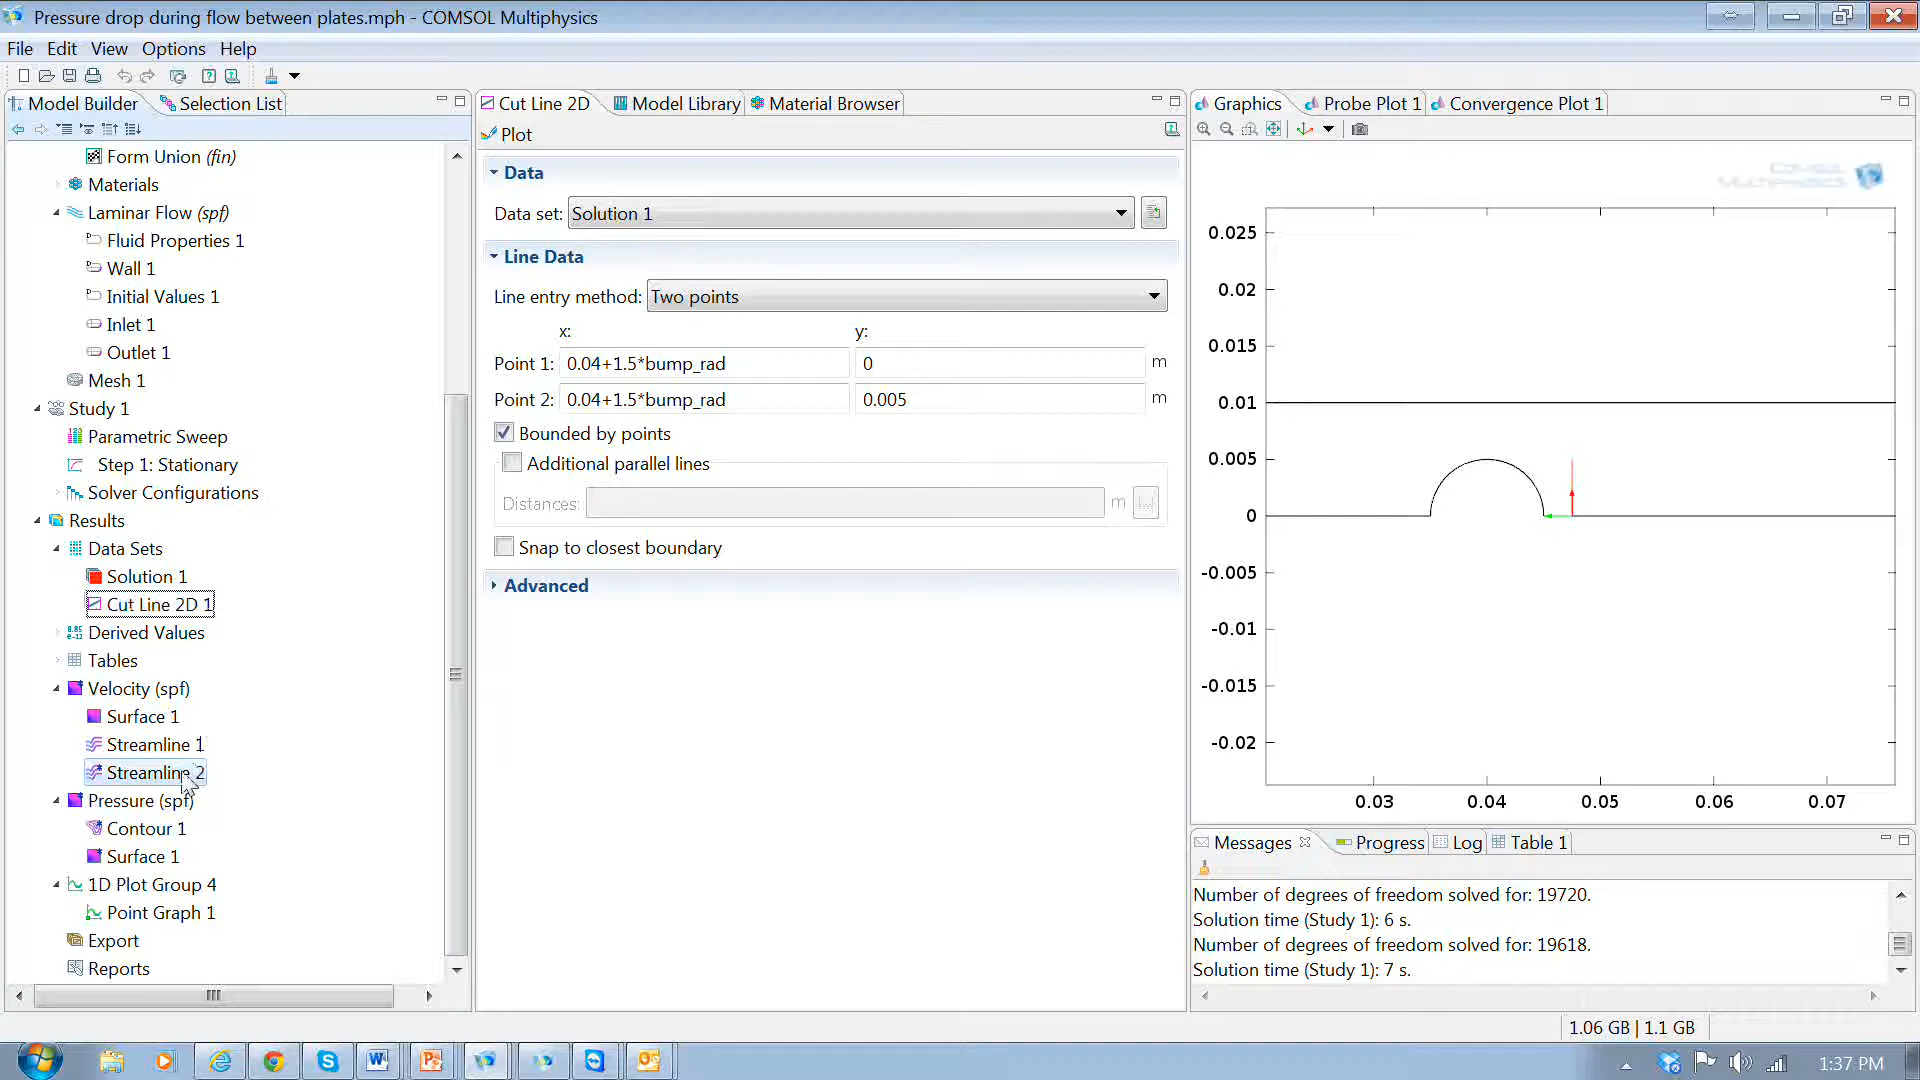 Pressure drop during flow between plates.mph - COMSOL Multiphysics
File Edit View Options Help
Model Builder Selection List
Form Union (fin)
Materials
Laminar Flow (spf)
Fluid Properties 1
Wall 1
Initial Values 1
Inlet 1
Outlet 1
Mesh 1
Study 1
Parametric Sweep
Step 1: Stationary
Solver Configurations
Results
Data Sets
Solution 1
Cut Line 2D 1
Derived Values
Tables
Velocity (spf)
Surface 1
Streamline 1
Streamline 2
Pressure (spf)
Contour 1
Surface 1
1D Plot Group 4
Point Graph 1
Export
Reports
Cut Line 2D Model Library Material Browser
Plot
Data
Data set: Solution 1
Line Data
Line entry method: Two points
x: y:
Point 1: 0.04+1.5*bump_rad 0 m
Point 2: 0.04+1.5*bump_rad 0.005 m
Bounded by points
Additional parallel lines
Distances: m
Snap to closest boundary
Advanced
Graphics Probe Plot 1 Convergence Plot 1
COMSOL
MULTIPHYSICS
0.025
0.02
0.015
0.01
0.005
0
-0.005
-0.01
-0.015
-0.02
0.03 0.04 0.05 0.06 0.07
Messages Progress Log Table 1
Number of degrees of freedom solved for: 19720.
Solution time (Study 1): 6 s.
Number of degrees of freedom solved for: 19618.
Solution time (Study 1): 7 s.
1.06 GB | 1.1 GB
1:37 PM